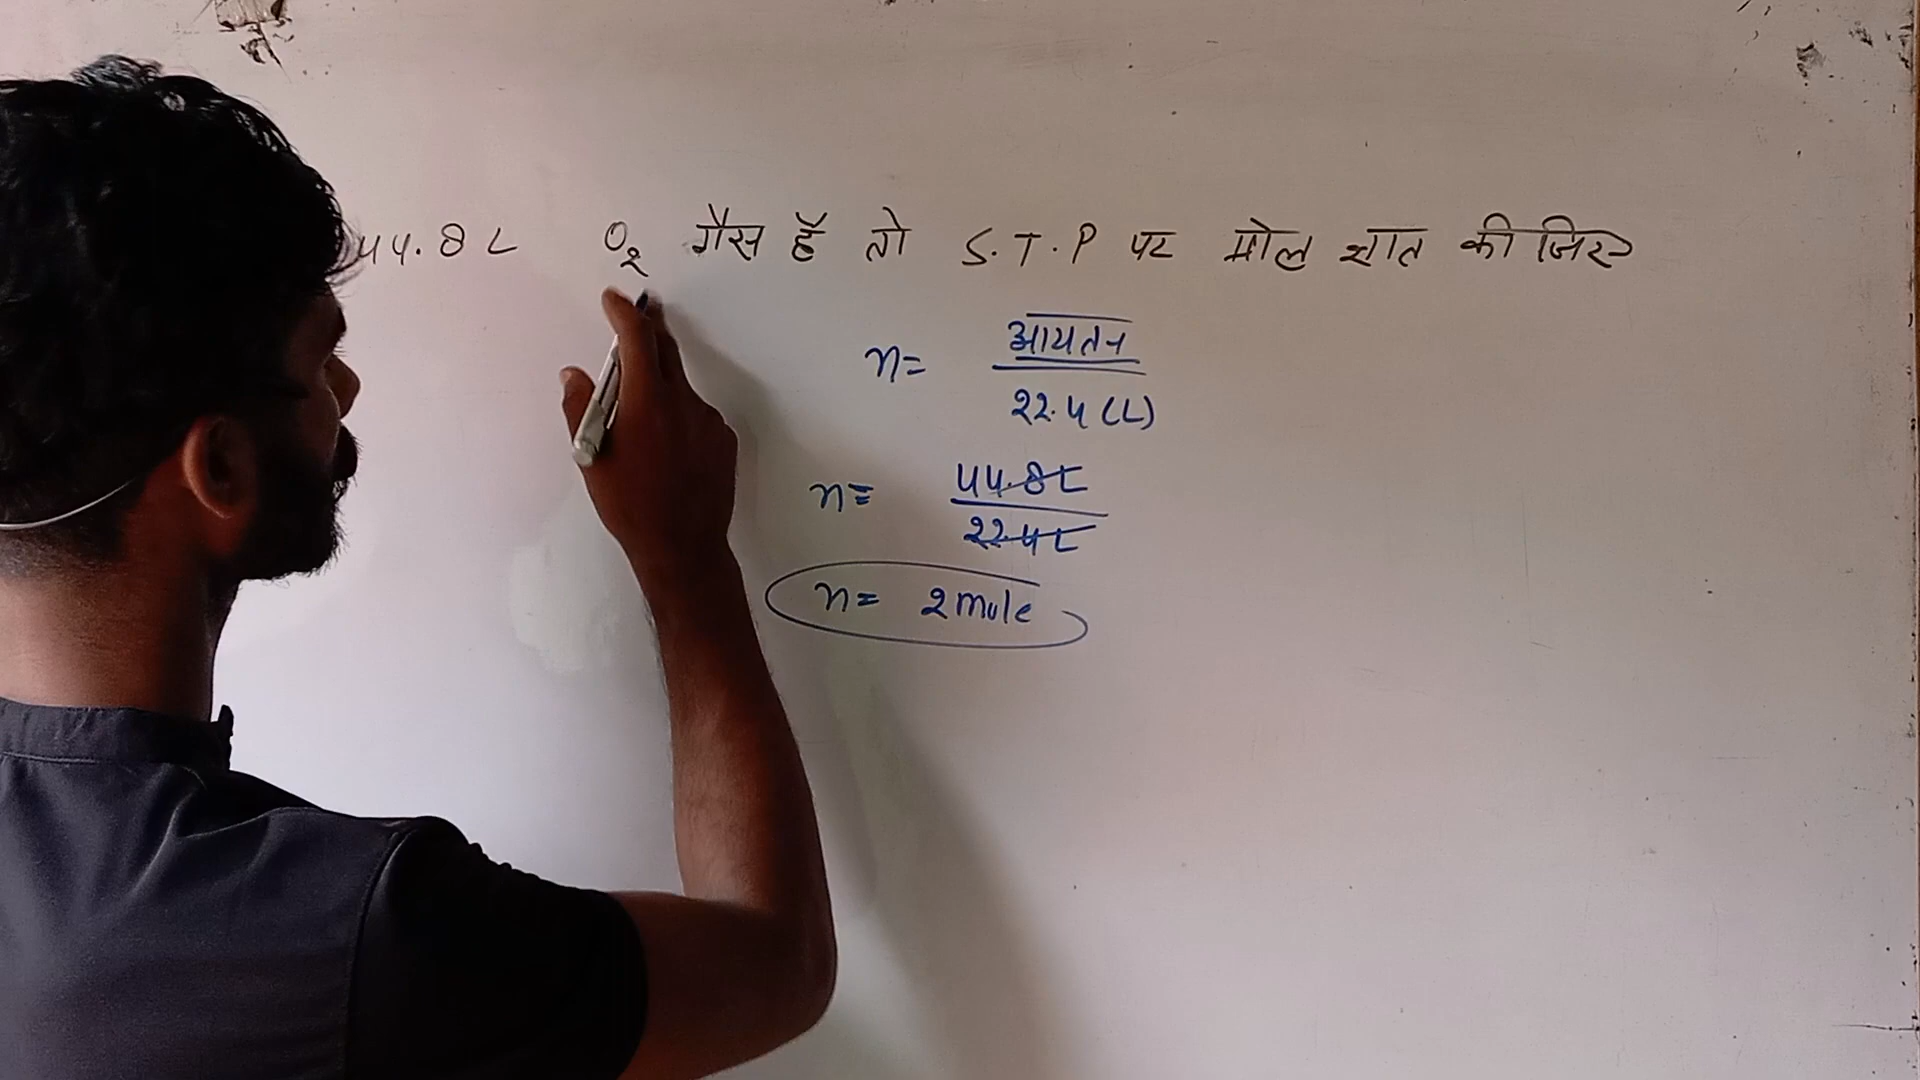 44.8L O2 गैस है तो S.T.P पर मोल ज्ञात कीजिए
n= आयतन
22.4 (L)
n= 44.8L
22.4L
n= 2 mole